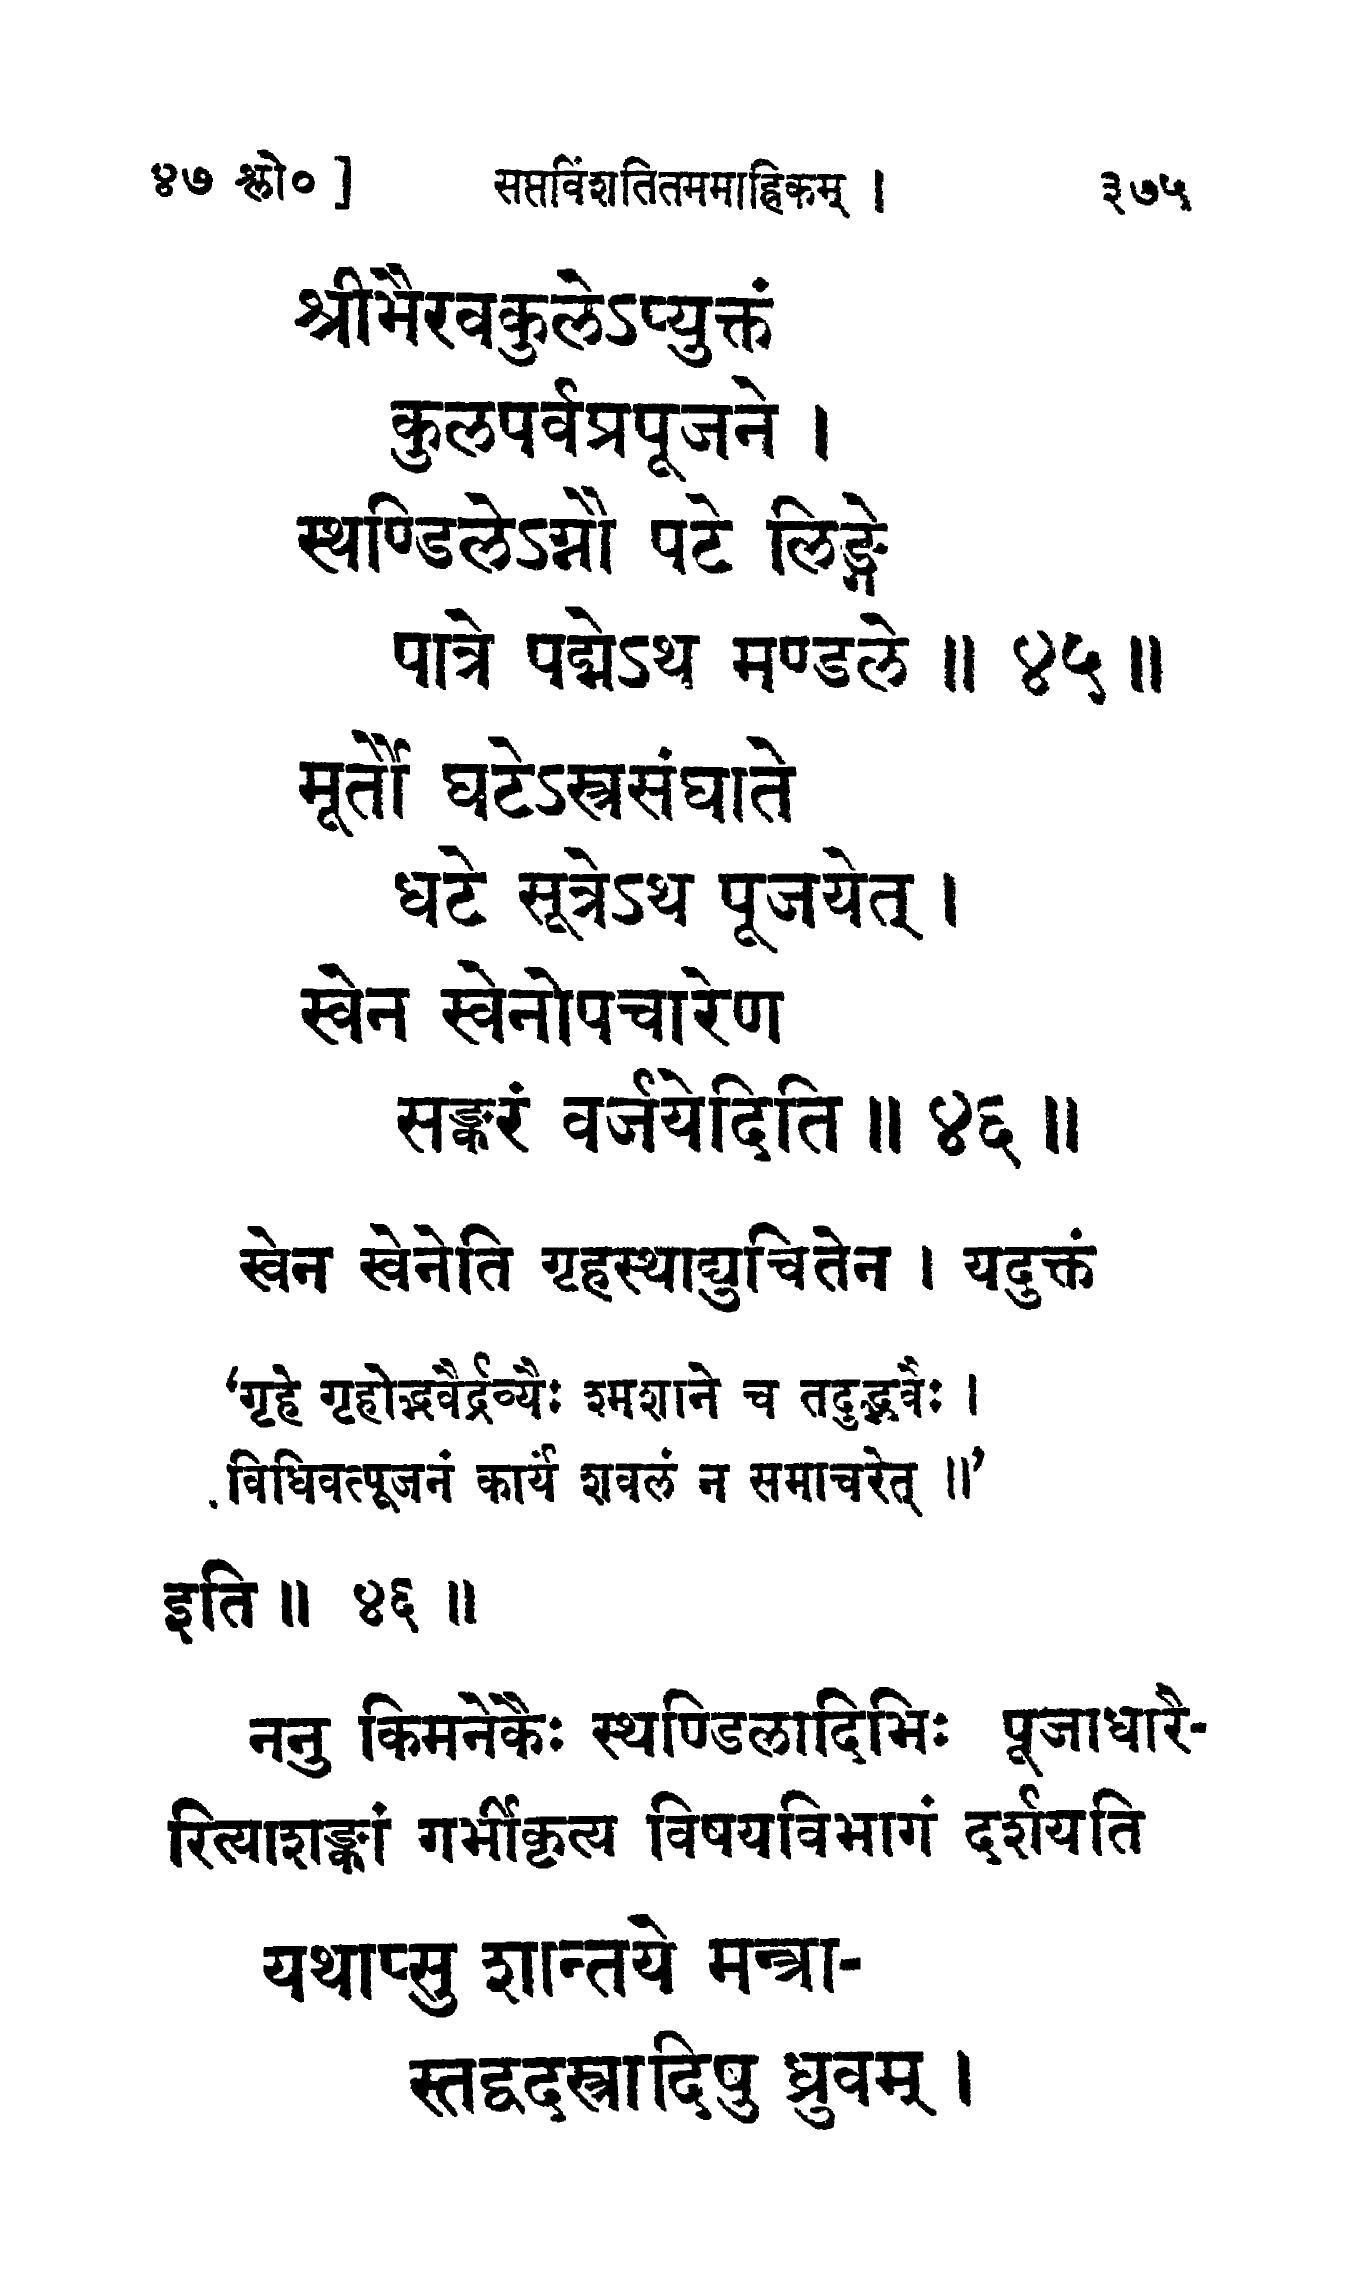 ४७ श्लो० ] सप्तविंशतितममाह्निकम् । ३७५
श्रीभैरवकुलेऽप्युक्तं
कुलपर्वप्रपूजने ।
स्थण्डिलेऽग्नौ पटे लिङ्गे
पात्रे पद्मेऽथ मण्डले ॥ ४५ ॥
मूर्तौ घटेऽस्त्रसंघाते
धटे सूत्रेऽथ पूजयेत् ।
स्वेन स्वेनोपचारेण
सङ्करं वर्जयेदिति ॥ ४६ ॥
स्वेन स्वेनेति गृहस्थाद्युचितेन । यदुक्तं
‘गृहे गृहोद्भवैर्द्रव्यैः श्मशाने च तदुद्भवैः ।
विधिवत्पूजनं कार्यं शवलं न समाचरेत् ॥’
इति ॥ ४६ ॥
ननु किमनेकैः स्थण्डिलादिभिः पूजाधारै-
रित्याशङ्कां गर्भीकृत्य विषयविभागं दर्शयति
यथाप्सु शान्तये मन्त्रा-
स्तद्वदस्त्रादिषु ध्रुवम् ।